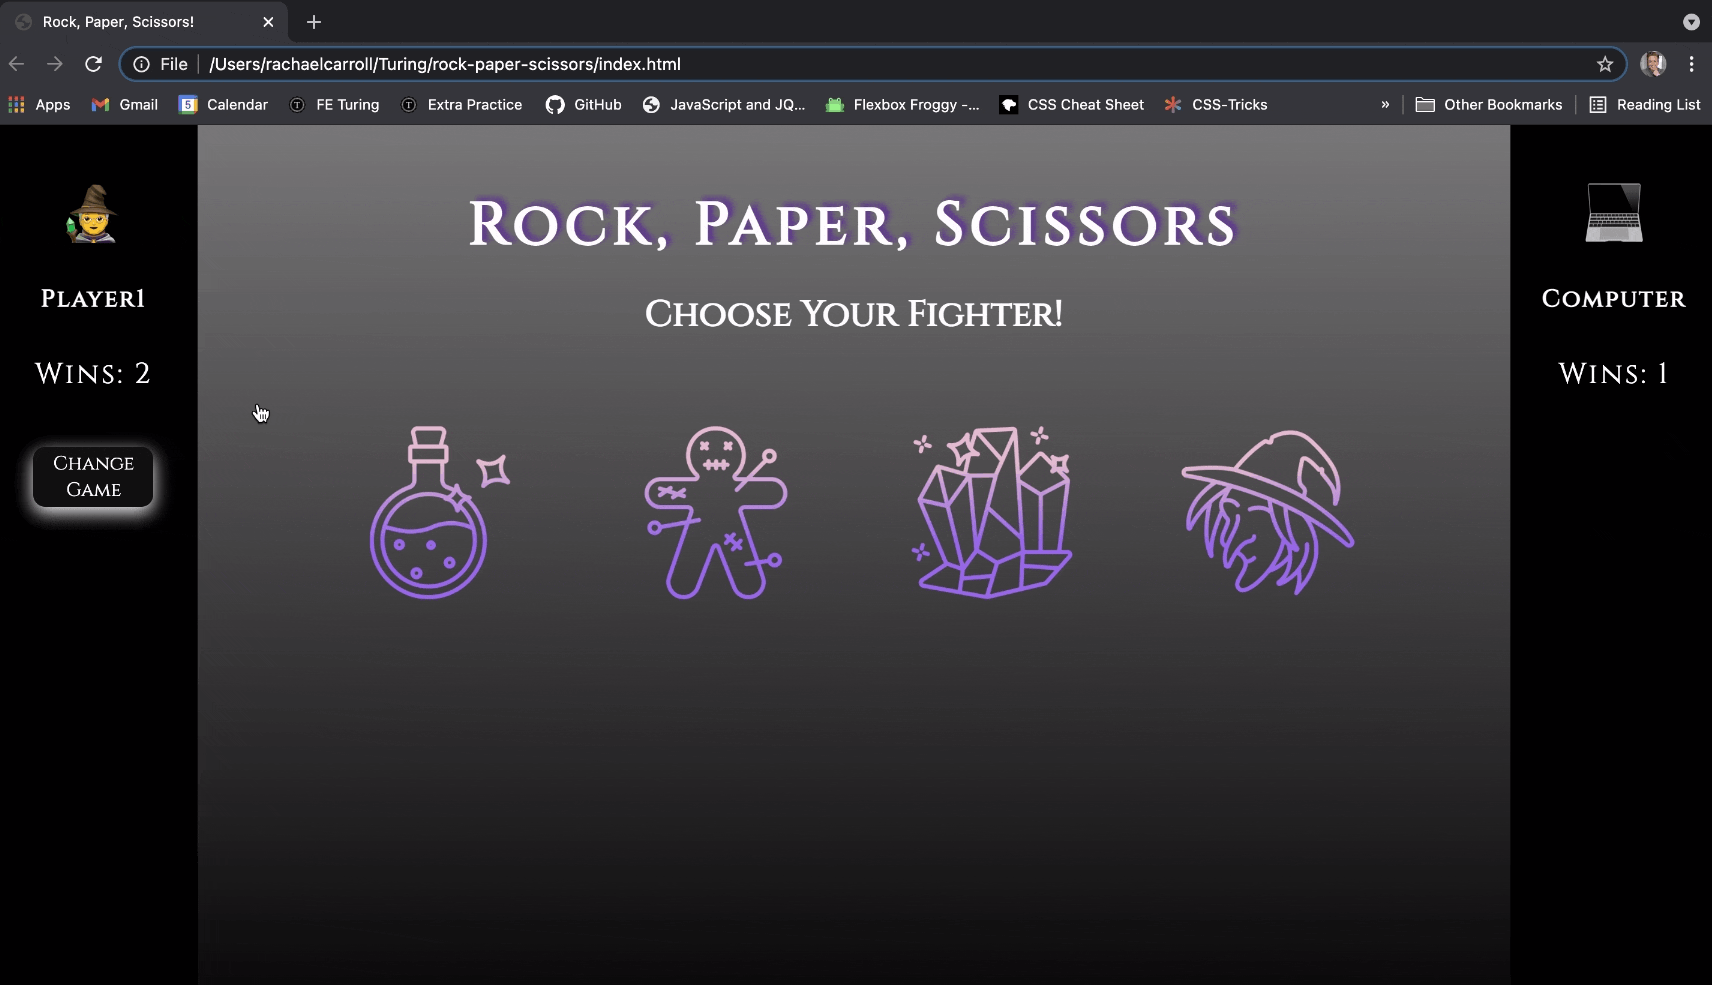 Rock, Paper, Scissors!
File /Users/rachaelcarroll/Turing/rock-paper-scissors/index.html
Apps Gmail 5 Calendar T FE Turing T Extra Practice GitHub JavaScript and JQ... Flexbox Froggy -... CSS Cheat Sheet CSS-Tricks » Other Bookmarks Reading List
Rock, Paper, Scissors
Choose Your Fighter!
Player1
Wins: 2
Change
Game
Computer
Wins: 1